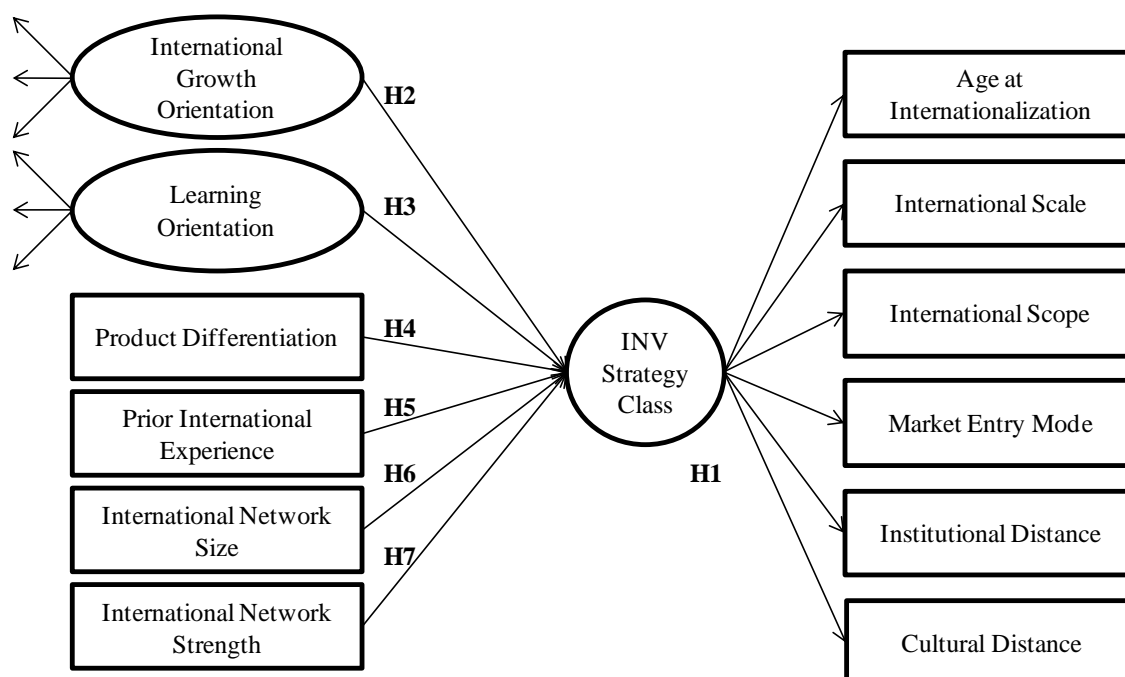 International
Growth
Orientation
H2
Learning
Orientation
H3
Product Differentiation
H4
Prior International
Experience
H5
International Network
Size
H6
International Network
Strength
H7
INV
Strategy
Class
H1
Age at
Internationalization
International Scale
International Scope
Market Entry Mode
Institutional Distance
Cultural Distance